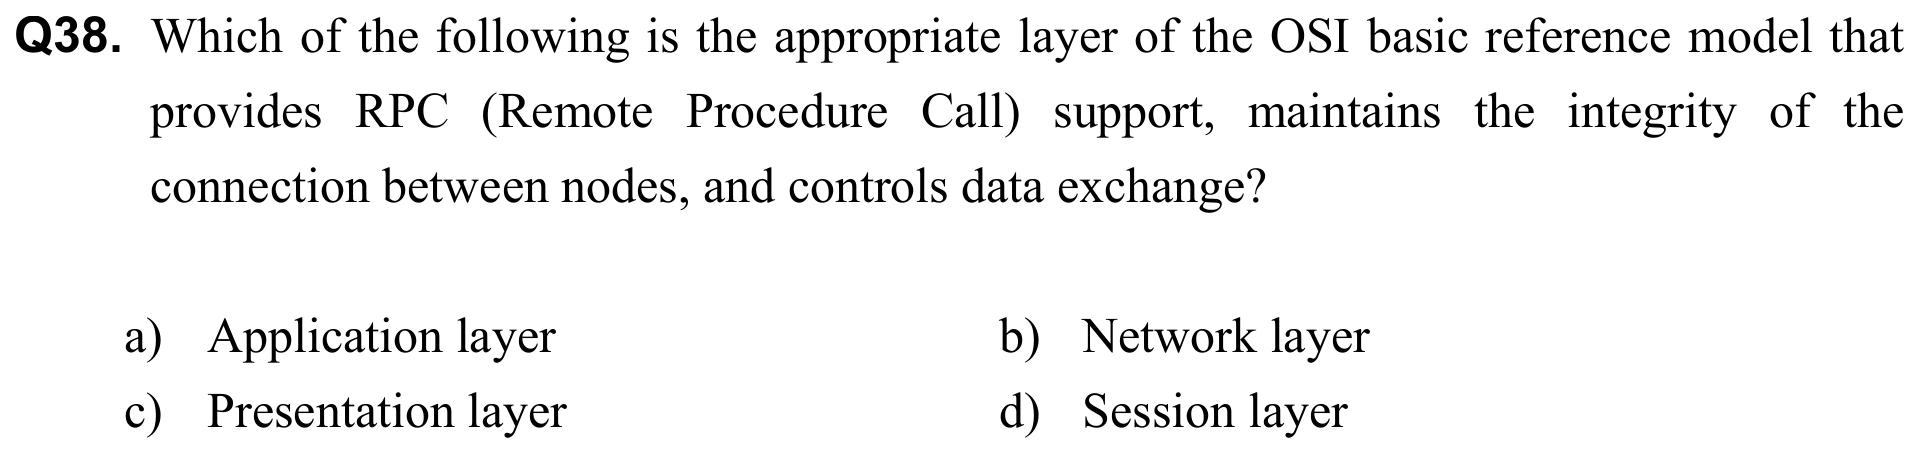 Q38. Which of the following is the appropriate layer of the OSI basic reference model that
provides RPC (Remote Procedure Call) support, maintains the integrity of the
connection between nodes, and controls data exchange?
a) Application layer b) Network layer
c) Presentation layer d) Session layer